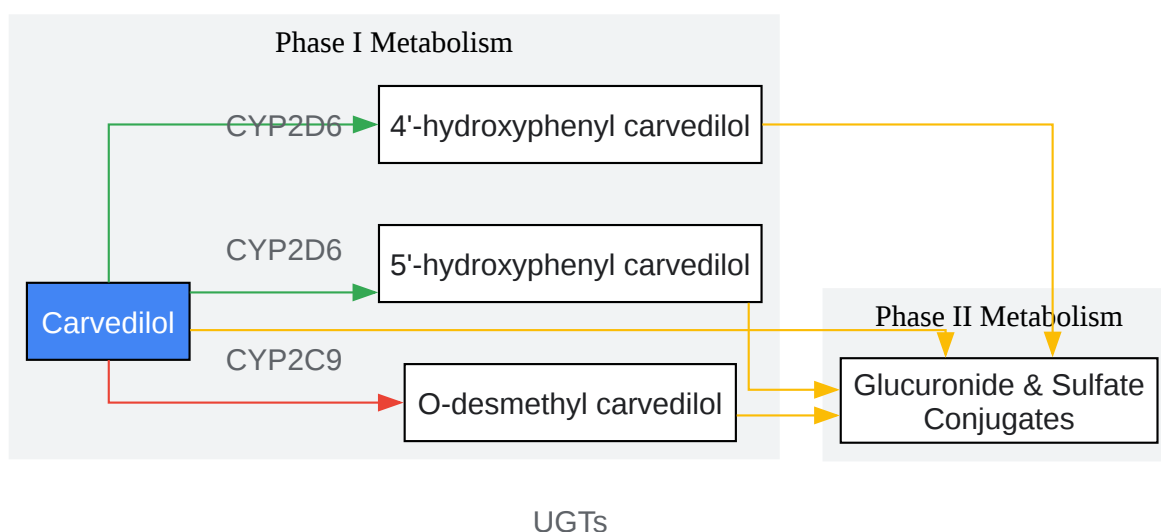 Phase I Metabolism
CYP2D6
4'-hydroxyphenyl carvedilol
CYP2D6
5'-hydroxyphenyl carvedilol
Carvedilol
Phase II Metabolism
CYP2C9
O-desmethyl carvedilol
Glucuronide & Sulfate
Conjugates
UGTs